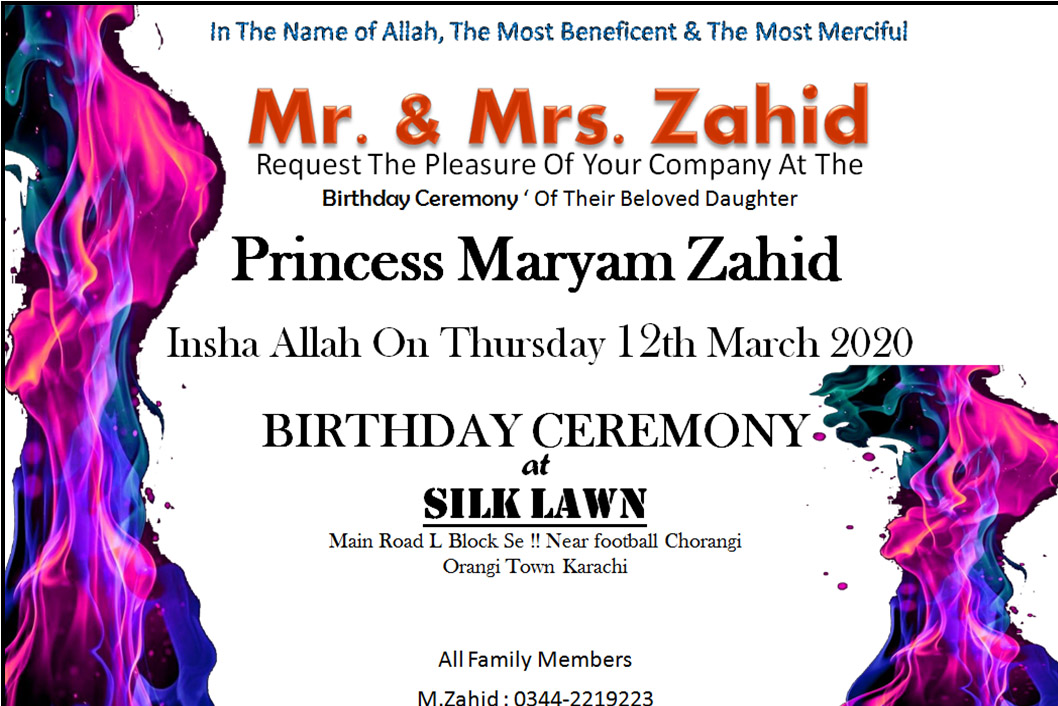 In The Name of Allah, The Most Beneficent & The Most Merciful
Mr. & Mrs. Zahid
Request The Pleasure Of Your Company At The
Birthday Ceremony ‘ Of Their Beloved Daughter
Princess Maryam Zahid
Insha Allah On Thursday 12th March 2020
BIRTHDAY CEREMONY
at
SILK LAWN
Main Road L Block Se !! Near football Chorangi
Orangi Town Karachi
All Family Members
M.Zahid : 0344-2219223